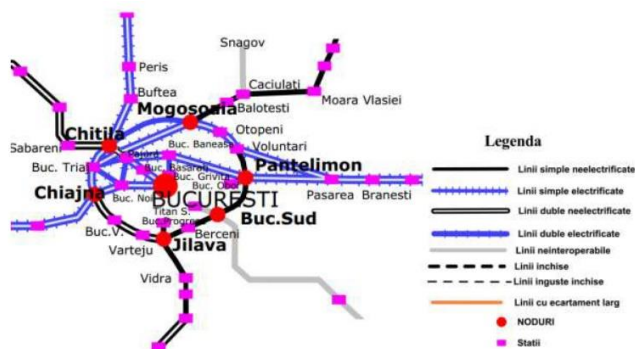 Snagov
Peris
Caciulati
Buftea
Moara Vlasiei
Mogosoaia
Balotesti
Otopeni
Chitila
Voluntari
Sabareni
Buc. Baneasa
Pajura
Pantelimon
Buc. Triaj
Buc. Basarab
Buc. Grivita
Chiajna
Buc. Noi
Buc. Obor
Pasarea
Branesti
BUCURESTI
Titan S.
Buc.Progres
Buc.Sud
Buc.V.
Berceni
Varteju
Jilava
Vidra
Legenda
Linii simple neelectrificate
Linii simple electrificate
Linii duble neelectrificate
Linii duble electrificate
Linii neinteroperabile
Linii inchise
Linii inguste inchise
Linii cu ecartament larg
NODURI
Statii